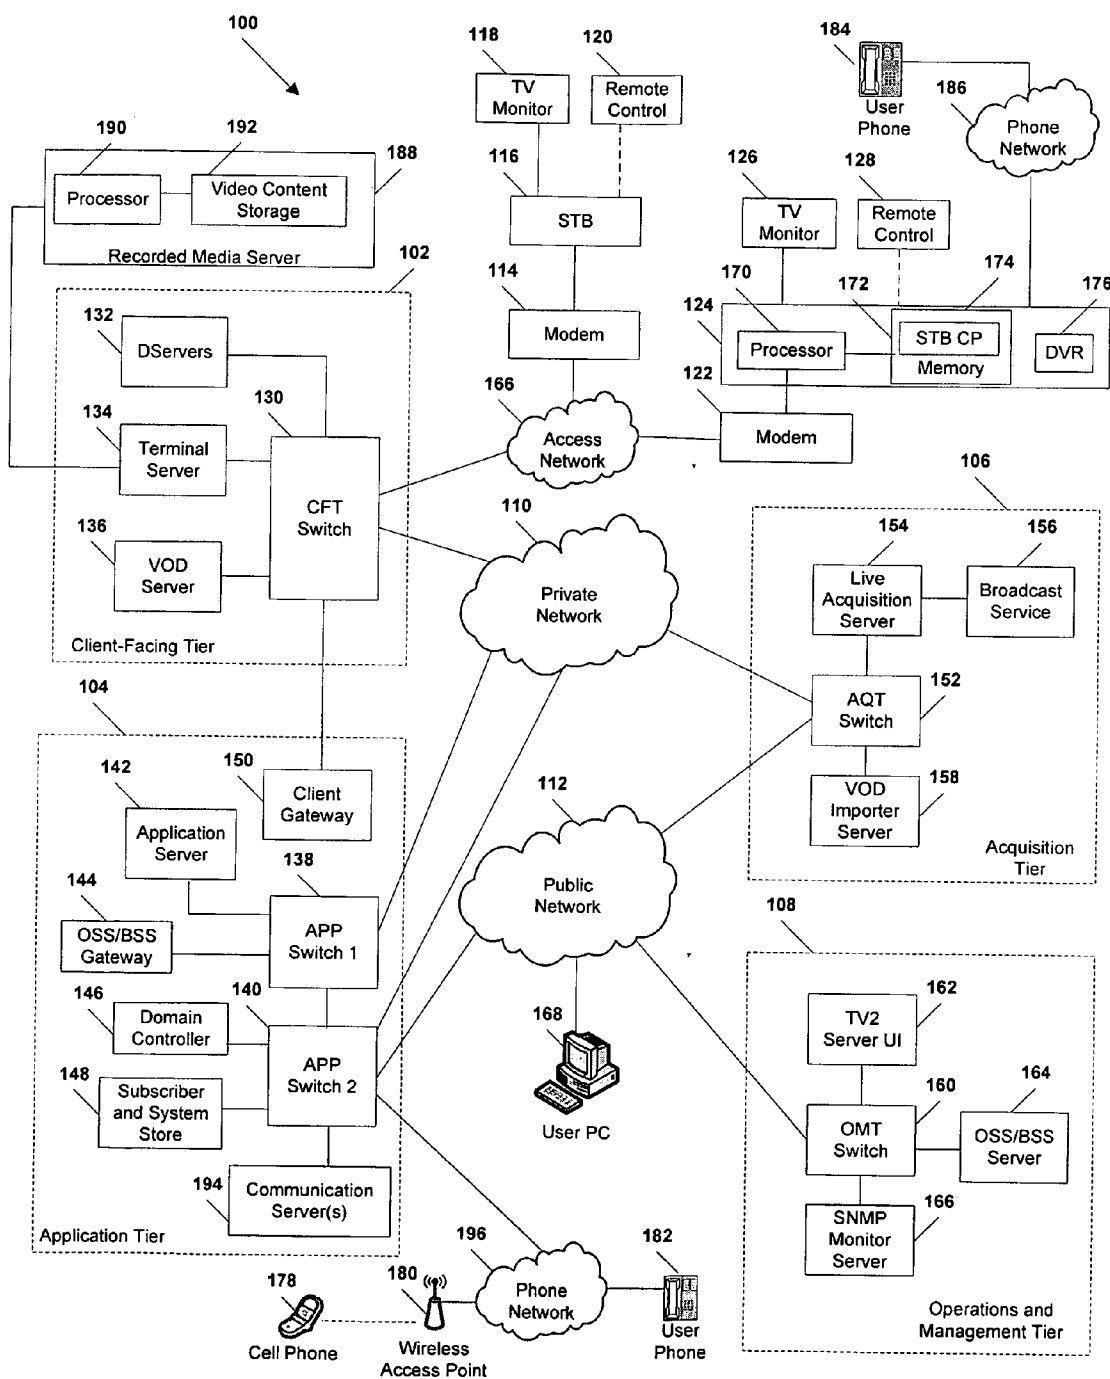 100
118
TV
Monitor
120
Remote
Control
184
User
Phone
186
Phone
Network
190
192
188
Processor
Video Content
Storage
Recorded Media Server
116
STB
126
TV
Monitor
128
Remote
Control
102
114
Modem
170
172
174
176
124
Processor
STB CP
Memory
DVR
122
Modem
132
DServers
130
134
Terminal
Server
CFT
Switch
136
VOD
Server
Client-Facing Tier
166
Access
Network
110
Private
Network
106
154
156
Live
Acquisition
Server
Broadcast
Service
152
AQT
Switch
158
VOD
Importer
Server
Acquisition
Tier
104
142
150
Client
Gateway
Application
Server
138
144
OSS/BSS
Gateway
APP
Switch 1
146
140
Domain
Controller
148
APP
Switch 2
Subscriber
and System
Store
194
Communication
Server(s)
Application Tier
112
Public
Network
168
User PC
108
162
TV2
Server UI
160
164
OMT
Switch
OSS/BSS
Server
166
SNMP
Monitor
Server
Operations and
Management Tier
196
182
178
180
Phone
Network
Cell Phone
Wireless
Access Point
User
Phone